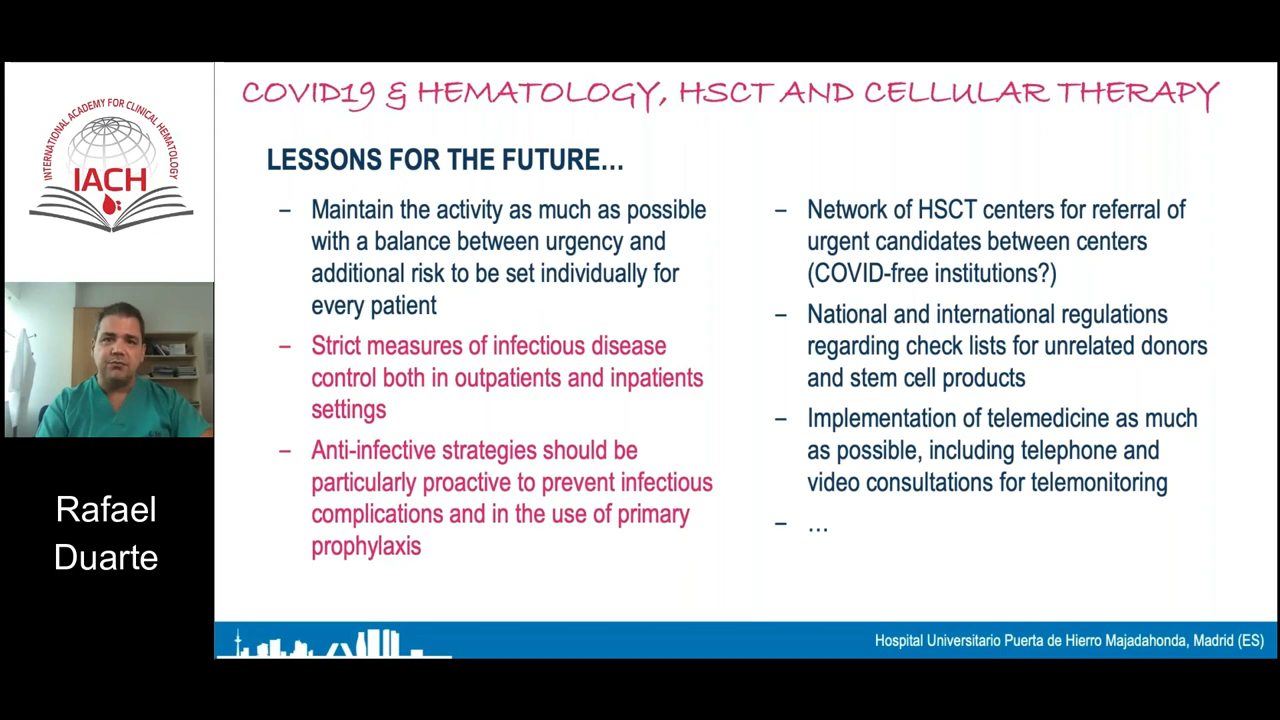 INTERNATIONAL ACADEMY FOR CLINICAL HEMATOLOGY
IACH
Rafael
Duarte
COVID19 & HEMATOLOGY, HSCT AND CELLULAR THERAPY
LESSONS FOR THE FUTURE...
– Maintain the activity as much as possible
with a balance between urgency and
additional risk to be set individually for
every patient
– Strict measures of infectious disease
control both in outpatients and inpatients
settings
– Anti-infective strategies should be
particularly proactive to prevent infectious
complications and in the use of primary
prophylaxis
– Network of HSCT centers for referral of
urgent candidates between centers
(COVID-free institutions?)
– National and international regulations
regarding check lists for unrelated donors
and stem cell products
– Implementation of telemedicine as much
as possible, including telephone and
video consultations for telemonitoring
– ...
Hospital Universitario Puerta de Hierro Majadahonda, Madrid (ES)